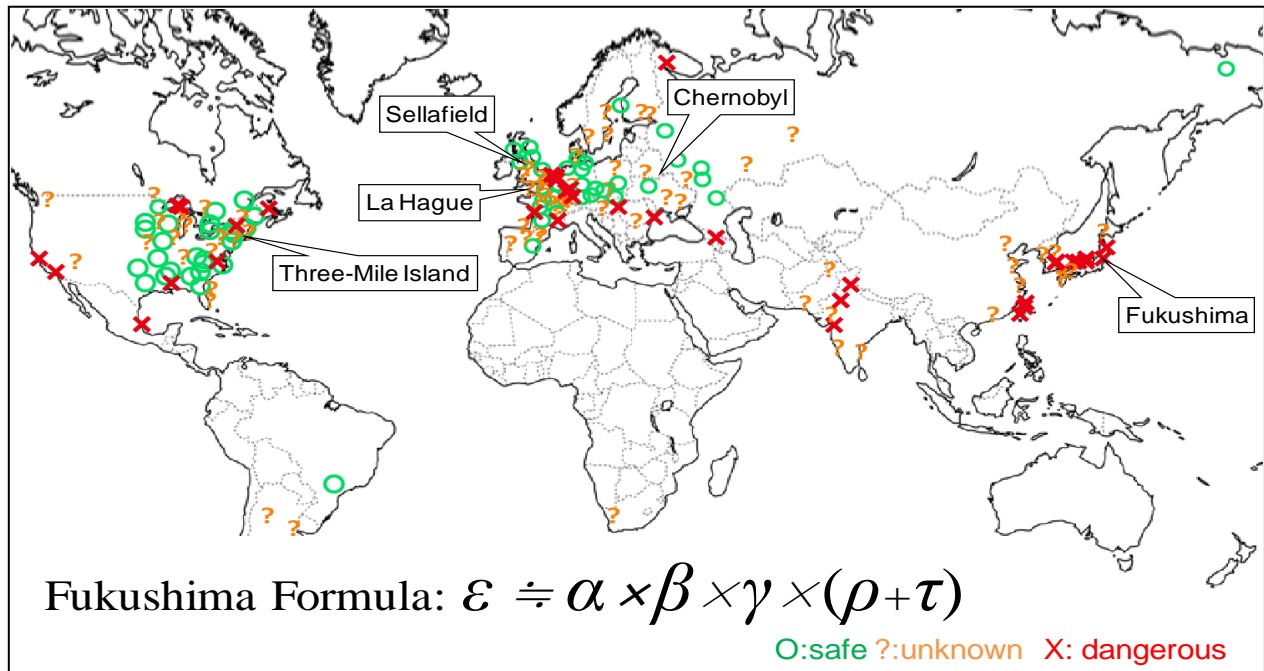 Chernobyl
Sellafield
La Hague
Three-Mile Island
Fukushima
Fukushima Formula: ε ≒ α × β × γ × (ρ + τ)
O:safe ?:unknown X: dangerous